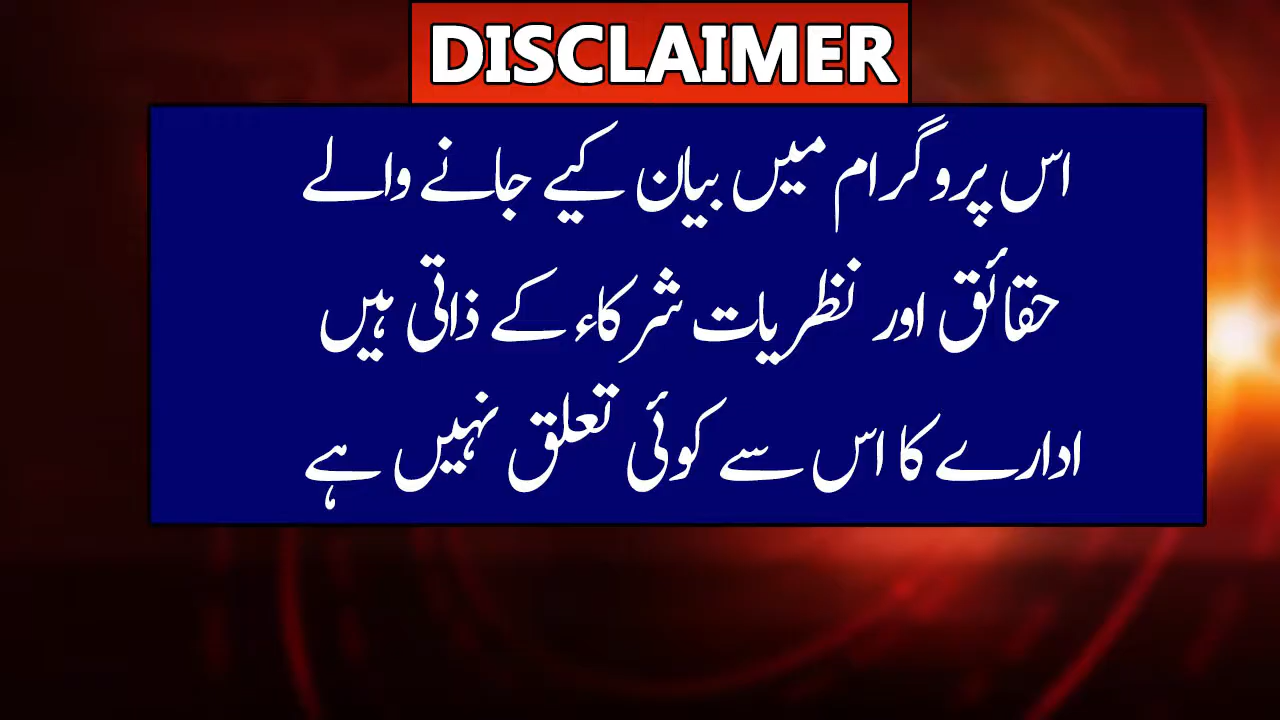 DISCLAIMER
اس پروگرام میں بیان کیے جانے والے
حقائق اور نظریات شرکاء کے ذاتی ہیں
ادارے کا اس سے کوئی تعلق نہیں ہے